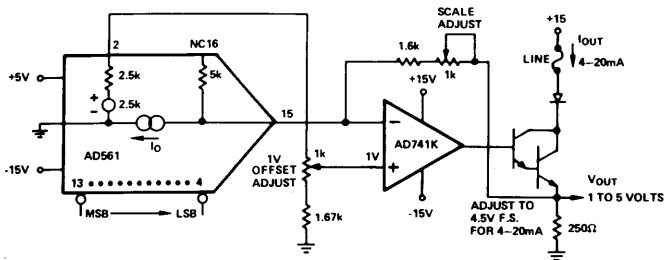 SCALE
ADJUST
+15
2
NC16
1.6k
1k
LINE
IOUT
4–20mA
+5V
2.5k
5k
+
2.5k
–
+15V
15
–
IO
AD741K
AD561
1k
1V
OFFSET
ADJUST
1V
+
-15V
13
4
MSB
LSB
1.67k
-15V
ADJUST TO
4.5V F.S.
FOR 4–20mA
VOUT
1 TO 5 VOLTS
250Ω